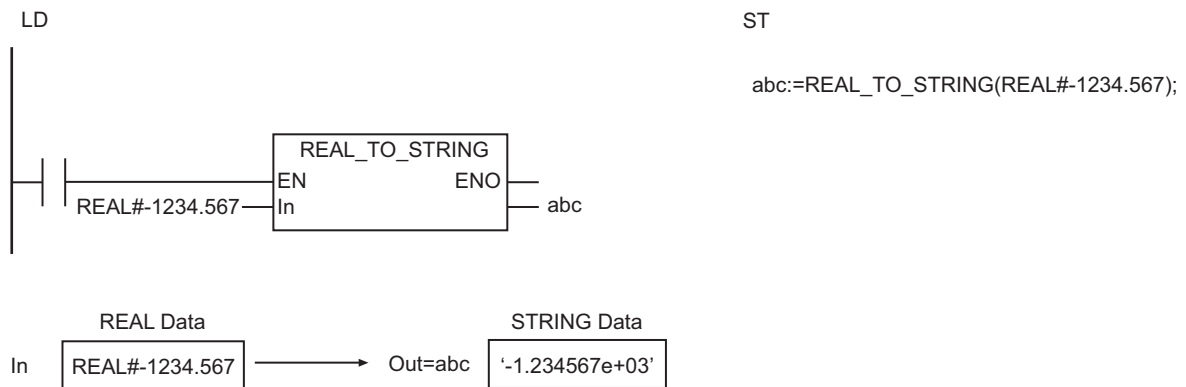 LD
ST
abc:=REAL_TO_STRING(REAL#-1234.567);
REAL_TO_STRING
EN ENO
REAL#-1234.567 In abc
REAL Data STRING Data
In REAL#-1234.567 Out=abc ‘-1.234567e+03’